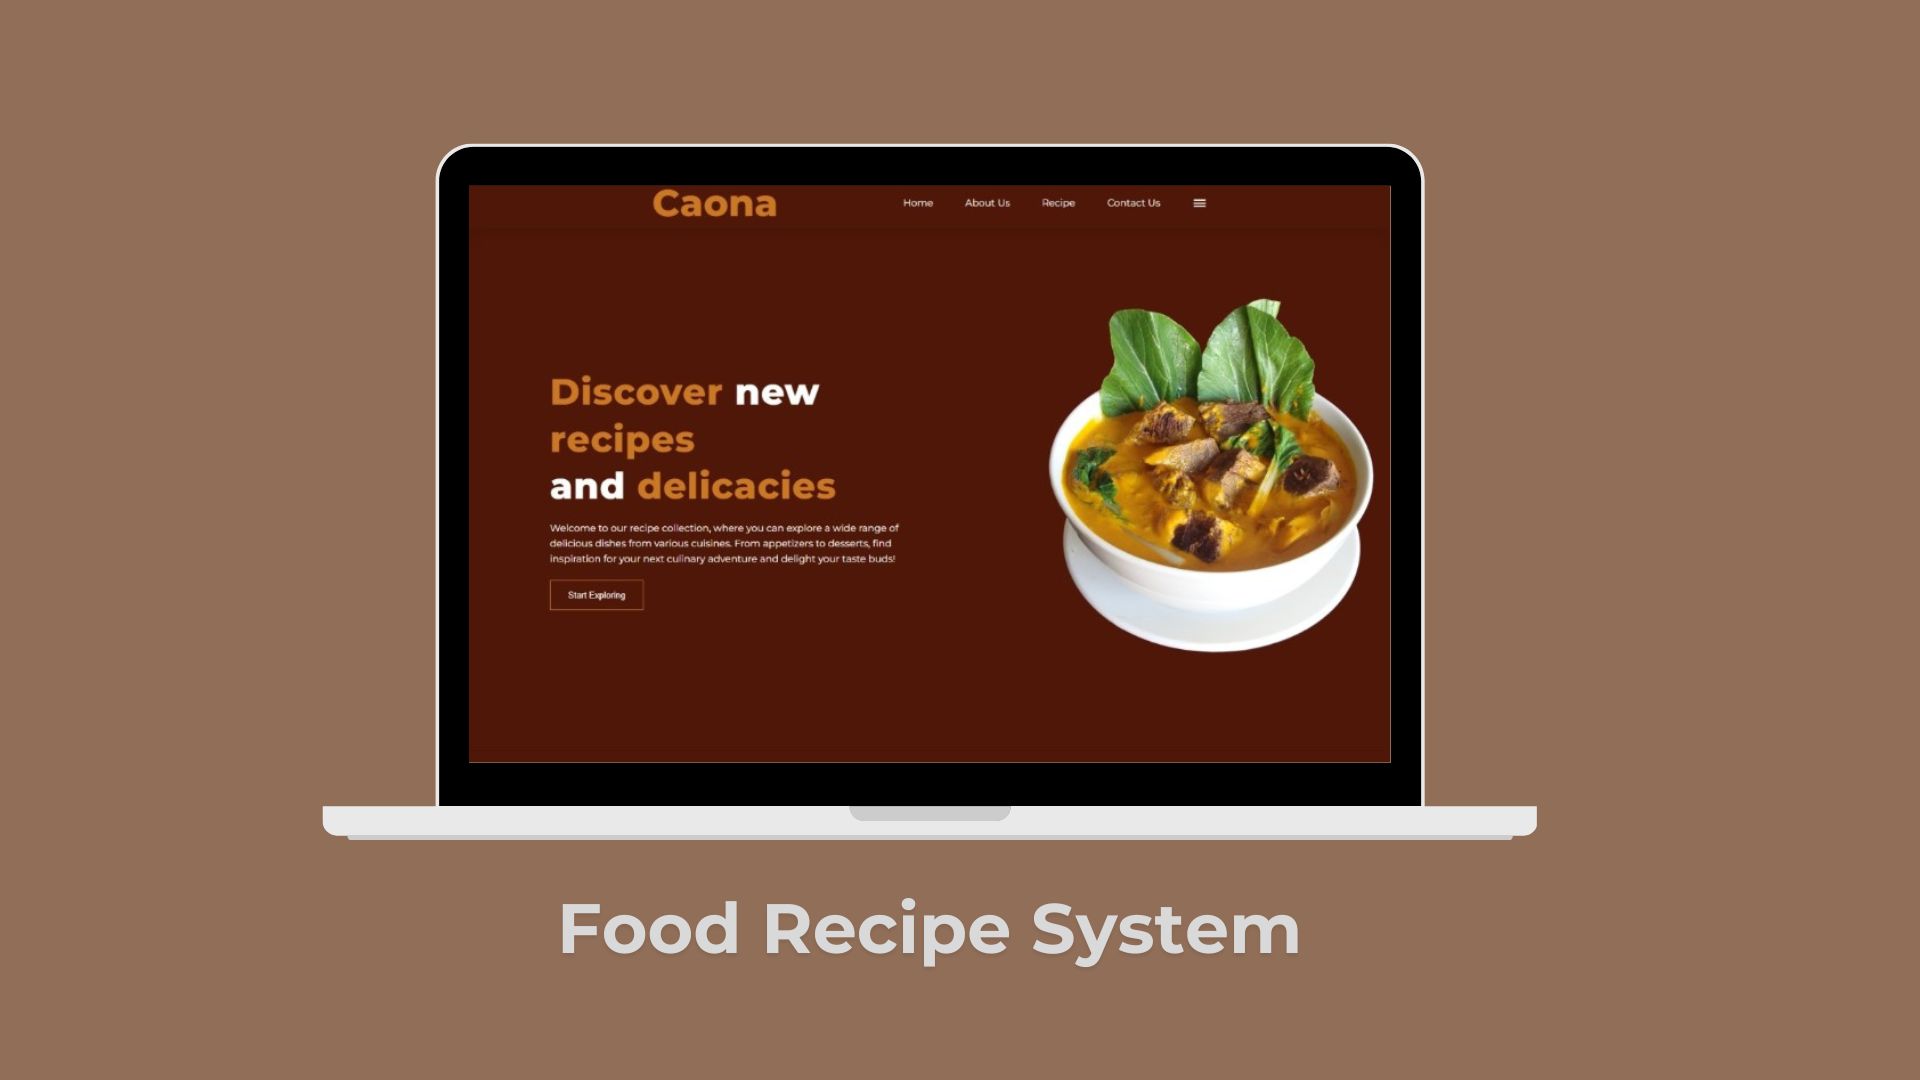 Caona
Home
About Us
Recipe
Contact Us
Discover new
recipes
and delicacies
Welcome to our recipe collection, where you can explore a wide range of
delicious dishes from various cuisines. From appetizers to desserts, find
inspiration for your next culinary adventure and delight your taste buds!
Start Exploring
Food Recipe System